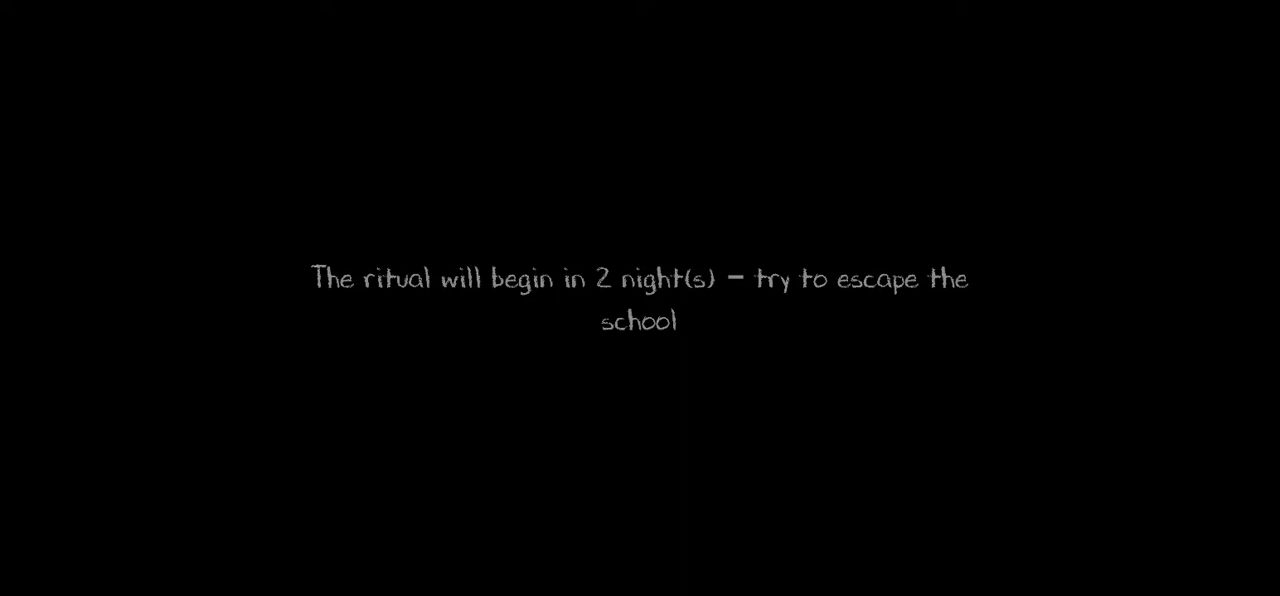 The ritual will begin in 2 night(s) - try to escape the
school